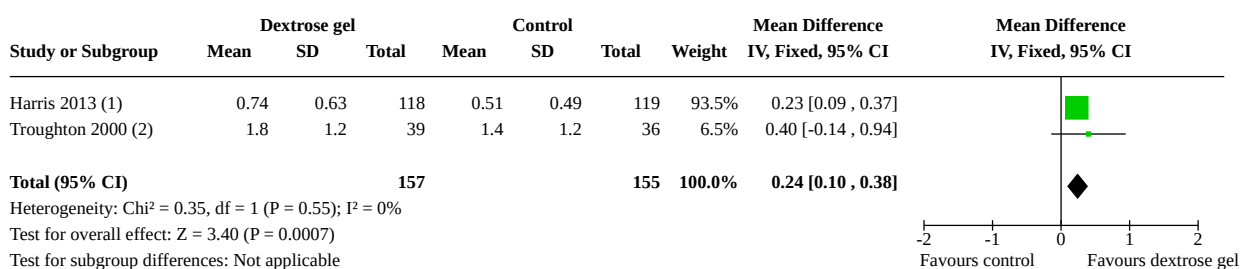 Dextrose gel Control Mean Difference Mean Difference
Study or Subgroup Mean SD Total Mean SD Total Weight IV, Fixed, 95% CI IV, Fixed, 95% CI
Harris 2013 (1) 0.74 0.63 118 0.51 0.49 119 93.5% 0.23 [0.09 , 0.37]
Troughton 2000 (2) 1.8 1.2 39 1.4 1.2 36 6.5% 0.40 [-0.14 , 0.94]
Total (95% CI) 157 155 100.0% 0.24 [0.10 , 0.38]
Heterogeneity: Chi² = 0.35, df = 1 (P = 0.55); I² = 0%
Test for overall effect: Z = 3.40 (P = 0.0007)
-2 -1 0 1 2
Test for subgroup differences: Not applicable Favours control Favours dextrose gel